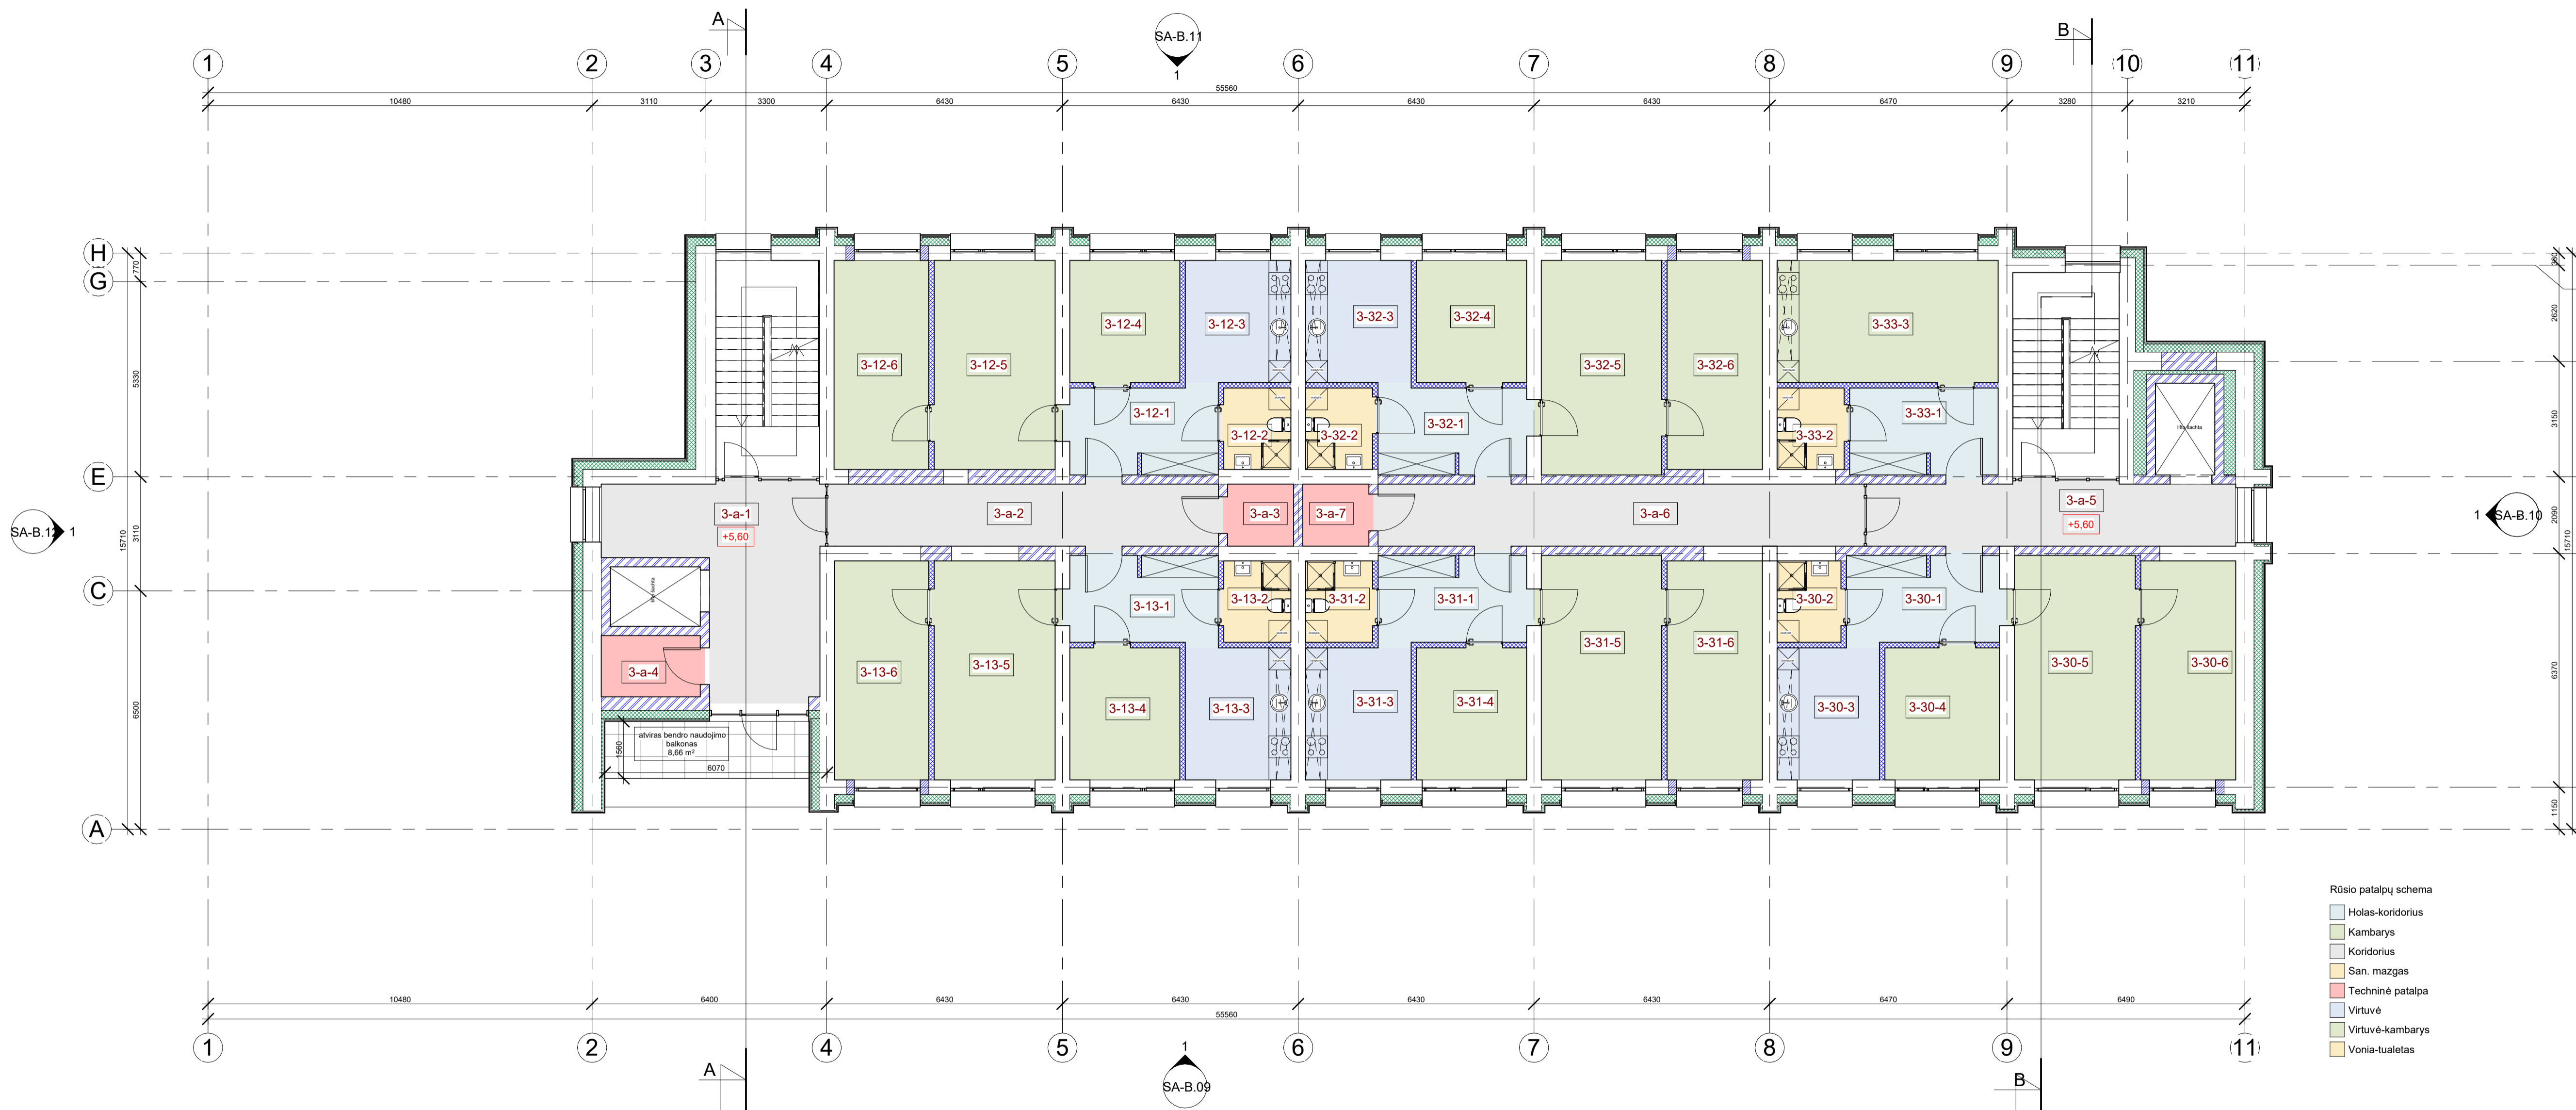 A
SA-B.11
1
B
1
2
3
4
5
6
7
8
9
10
11
55560
10480
3110
3300
6430
6430
6430
6430
6470
3280
3210
H
G
E
C
A
770
5330
3110
6500
15710
360
2620
3150
2090
6370
1150
15710
3-12-6
3-12-5
3-12-4
3-12-3
3-32-3
3-32-4
3-32-5
3-32-6
3-33-3
3-12-1
3-12-2
3-32-2
3-32-1
3-33-2
3-33-1
lifto šachta
SA-B.12
1
3-a-1
+5,60
3-a-2
3-a-3
3-a-7
3-a-6
3-a-5
+5,60
1
SA-B.10
lifto šachta
3-a-4
3-13-6
3-13-5
3-13-1
3-13-2
3-31-2
3-31-1
3-31-5
3-31-6
3-30-2
3-30-1
3-30-5
3-30-6
3-13-4
3-13-3
3-31-3
3-31-4
3-30-3
3-30-4
atviras bendro naudojimo
balkonas
8,66 m²
1560
6070
Rūsio patalpų schema
Holas-koridorius
Kambarys
Koridorius
San. mazgas
Techninė patalpa
Virtuvė
Virtuvė-kambarys
Vonia-tualetas
10480
6400
6430
6430
6430
6430
6470
6490
55560
1
2
4
5
6
7
8
9
11
A
1
SA-B.09
B